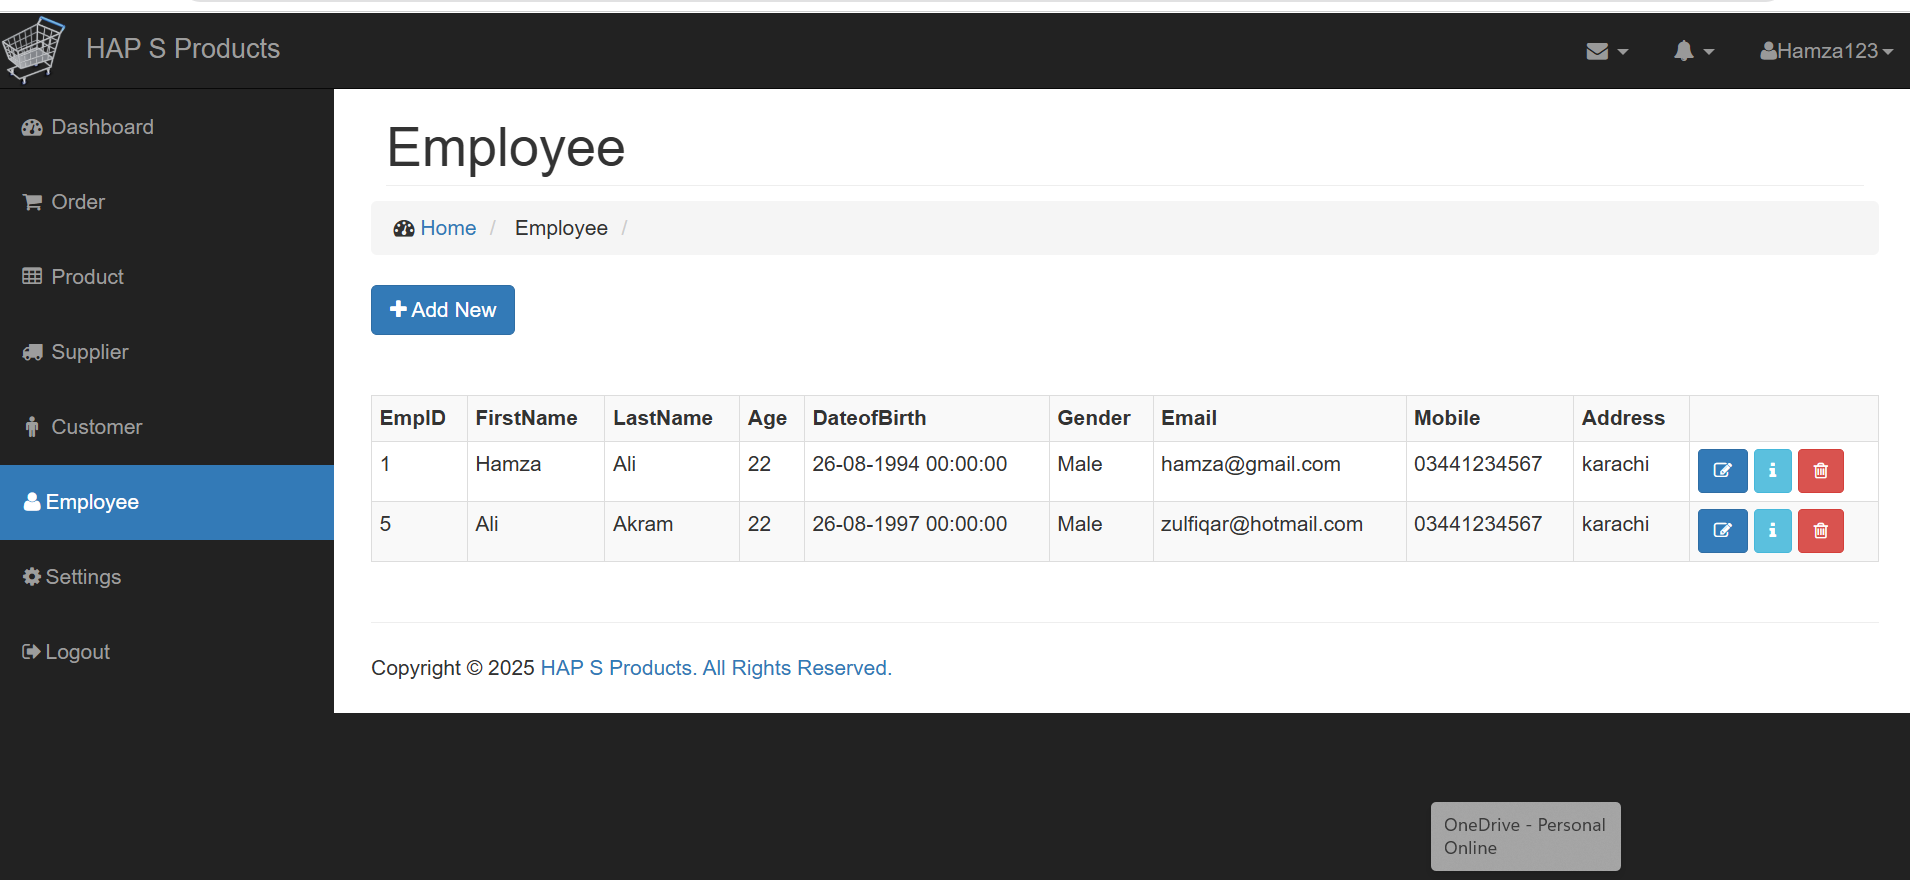 HAP S Products
Hamza123
Dashboard
Order
Product
Supplier
Customer
Employee
Settings
Logout
Employee
Home / Employee /
Add New
EmpID FirstName LastName Age DateofBirth Gender Email Mobile Address
1 Hamza Ali 22 26-08-1994 00:00:00 Male hamza@gmail.com 03441234567 karachi
5 Ali Akram 22 26-08-1997 00:00:00 Male zulfiqar@hotmail.com 03441234567 karachi
Copyright © 2025 HAP S Products. All Rights Reserved.
OneDrive - Personal
Online